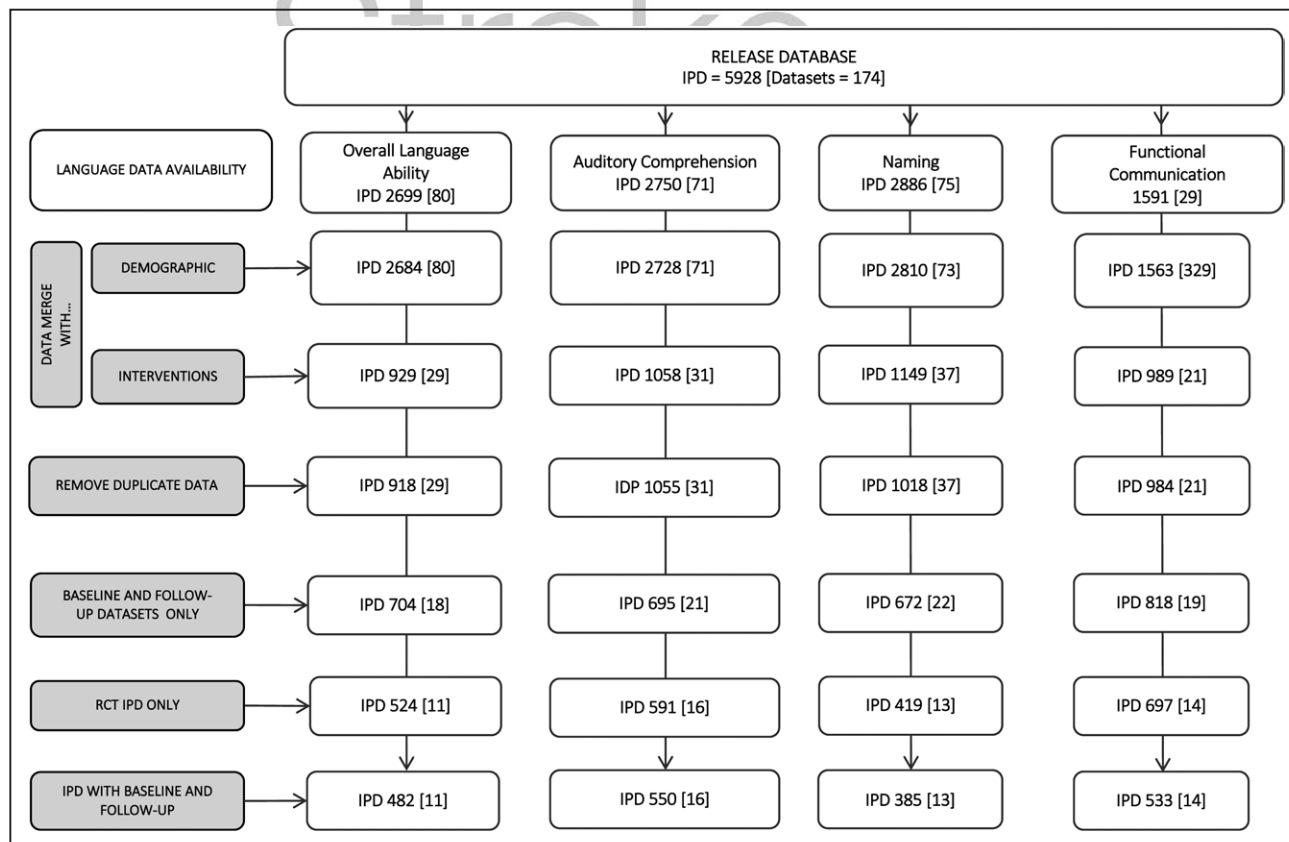 Stroke
RELEASE DATABASE
IPD = 5928 [Datasets = 174]
LANGUAGE DATA AVAILABILITY
Overall Language
Ability
IPD 2699 [80]
Auditory Comprehension
IPD 2750 [71]
Naming
IPD 2886 [75]
Functional
Communication
1591 [29]
DATA MERGE
WITH...
DEMOGRAPHIC
IPD 2684 [80]
IPD 2728 [71]
IPD 2810 [73]
IPD 1563 [329]
INTERVENTIONS
IPD 929 [29]
IPD 1058 [31]
IPD 1149 [37]
IPD 989 [21]
REMOVE DUPLICATE DATA
IPD 918 [29]
IDP 1055 [31]
IPD 1018 [37]
IPD 984 [21]
BASELINE AND FOLLOW-
UP DATASETS ONLY
IPD 704 [18]
IPD 695 [21]
IPD 672 [22]
IPD 818 [19]
RCT IPD ONLY
IPD 524 [11]
IPD 591 [16]
IPD 419 [13]
IPD 697 [14]
IPD WITH BASELINE AND
FOLLOW-UP
IPD 482 [11]
IPD 550 [16]
IPD 385 [13]
IPD 533 [14]